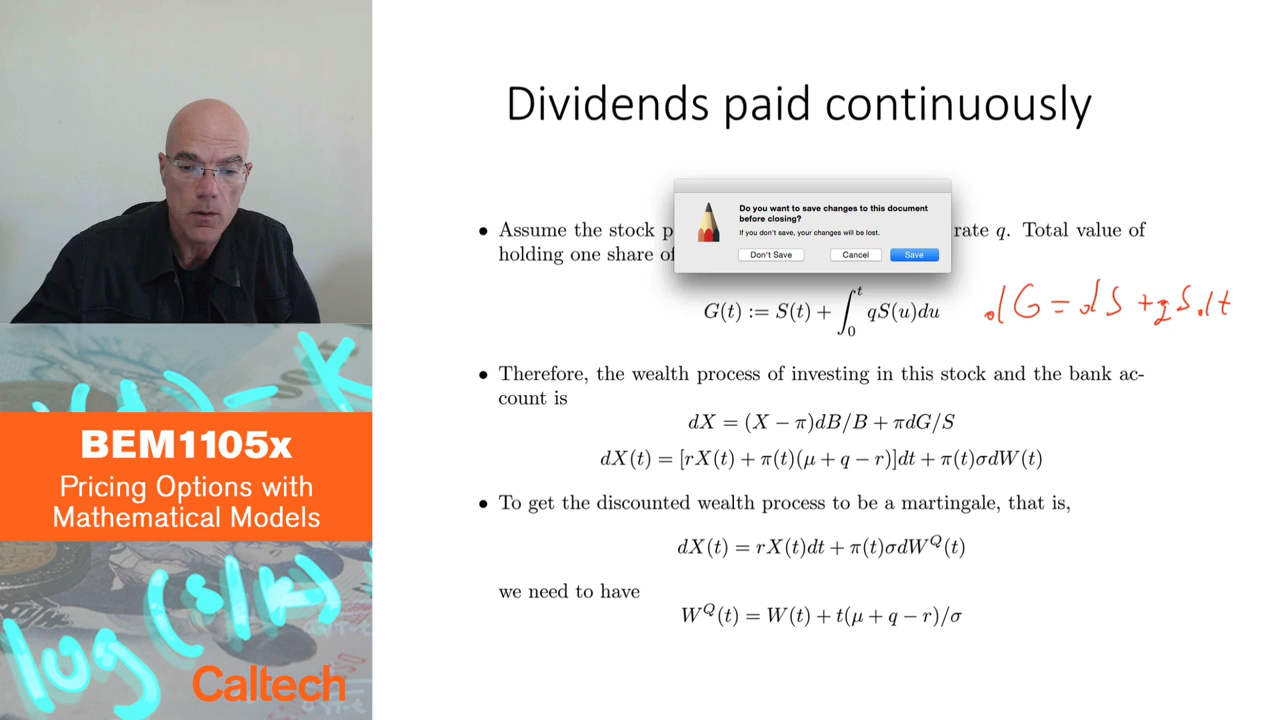 Dividends paid continuously
Do you want to save changes to this document
before closing?
If you don't save, your changes will be lost.
Don't Save
Cancel
Save
• Assume the stock p rate q. Total value of
holding one share of
G(t) := S(t) + ∫₀ᵗ qS(u)du
dG = dS + qS dt
• Therefore, the wealth process of investing in this stock and the bank ac-
count is
dX = (X − π)dB/B + πdG/S
dX(t) = [rX(t) + π(t)(μ + q − r)]dt + π(t)σdW(t)
• To get the discounted wealth process to be a martingale, that is,
dX(t) = rX(t)dt + π(t)σdW^Q(t)
we need to have
W^Q(t) = W(t) + t(μ + q − r)/σ
BEM1105x
Pricing Options with
Mathematical Models
log(s/k)
Caltech